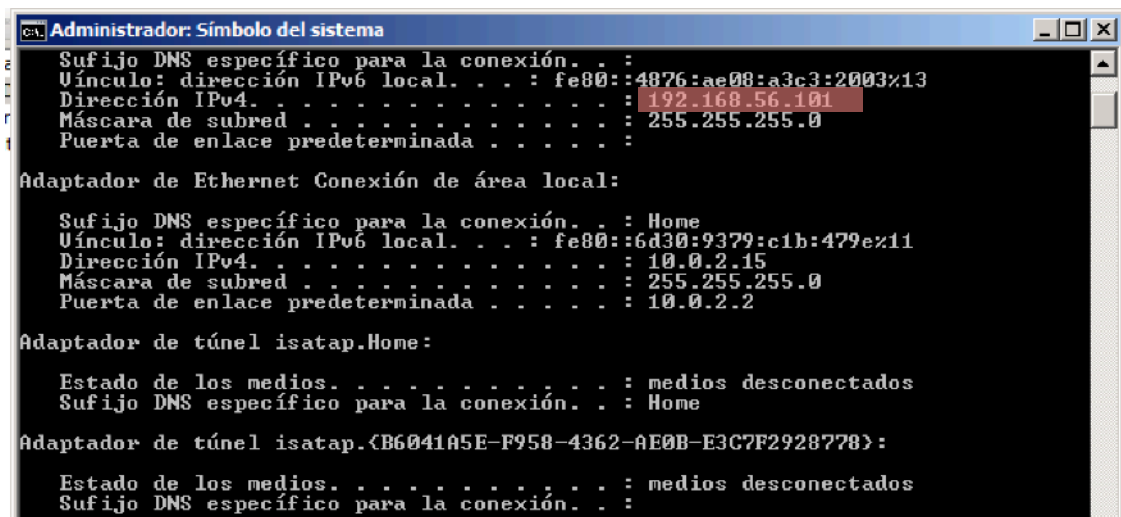 Administrador: Símbolo del sistema
Sufijo DNS específico para la conexión. . :
Vínculo: dirección IPv6 local. . . : fe80::4876:ae08:a3c3:2003%13
Dirección IPv4. . . . . . . . . . . . . . : 192.168.56.101
Máscara de subred . . . . . . . . . . . . : 255.255.255.0
Puerta de enlace predeterminada . . . . . :
Adaptador de Ethernet Conexión de área local:
Sufijo DNS específico para la conexión. . : Home
Vínculo: dirección IPv6 local. . . : fe80::6d30:9379:c1b:479e%11
Dirección IPv4. . . . . . . . . . . . . . : 10.0.2.15
Máscara de subred . . . . . . . . . . . . : 255.255.255.0
Puerta de enlace predeterminada . . . . . : 10.0.2.2
Adaptador de túnel isatap.Home:
Estado de los medios. . . . . . . . . . . : medios desconectados
Sufijo DNS específico para la conexión. . : Home
Adaptador de túnel isatap.{B6041A5E-F958-4362-AE0B-E3C7F2928778}:
Estado de los medios. . . . . . . . . . . : medios desconectados
Sufijo DNS específico para la conexión. . :